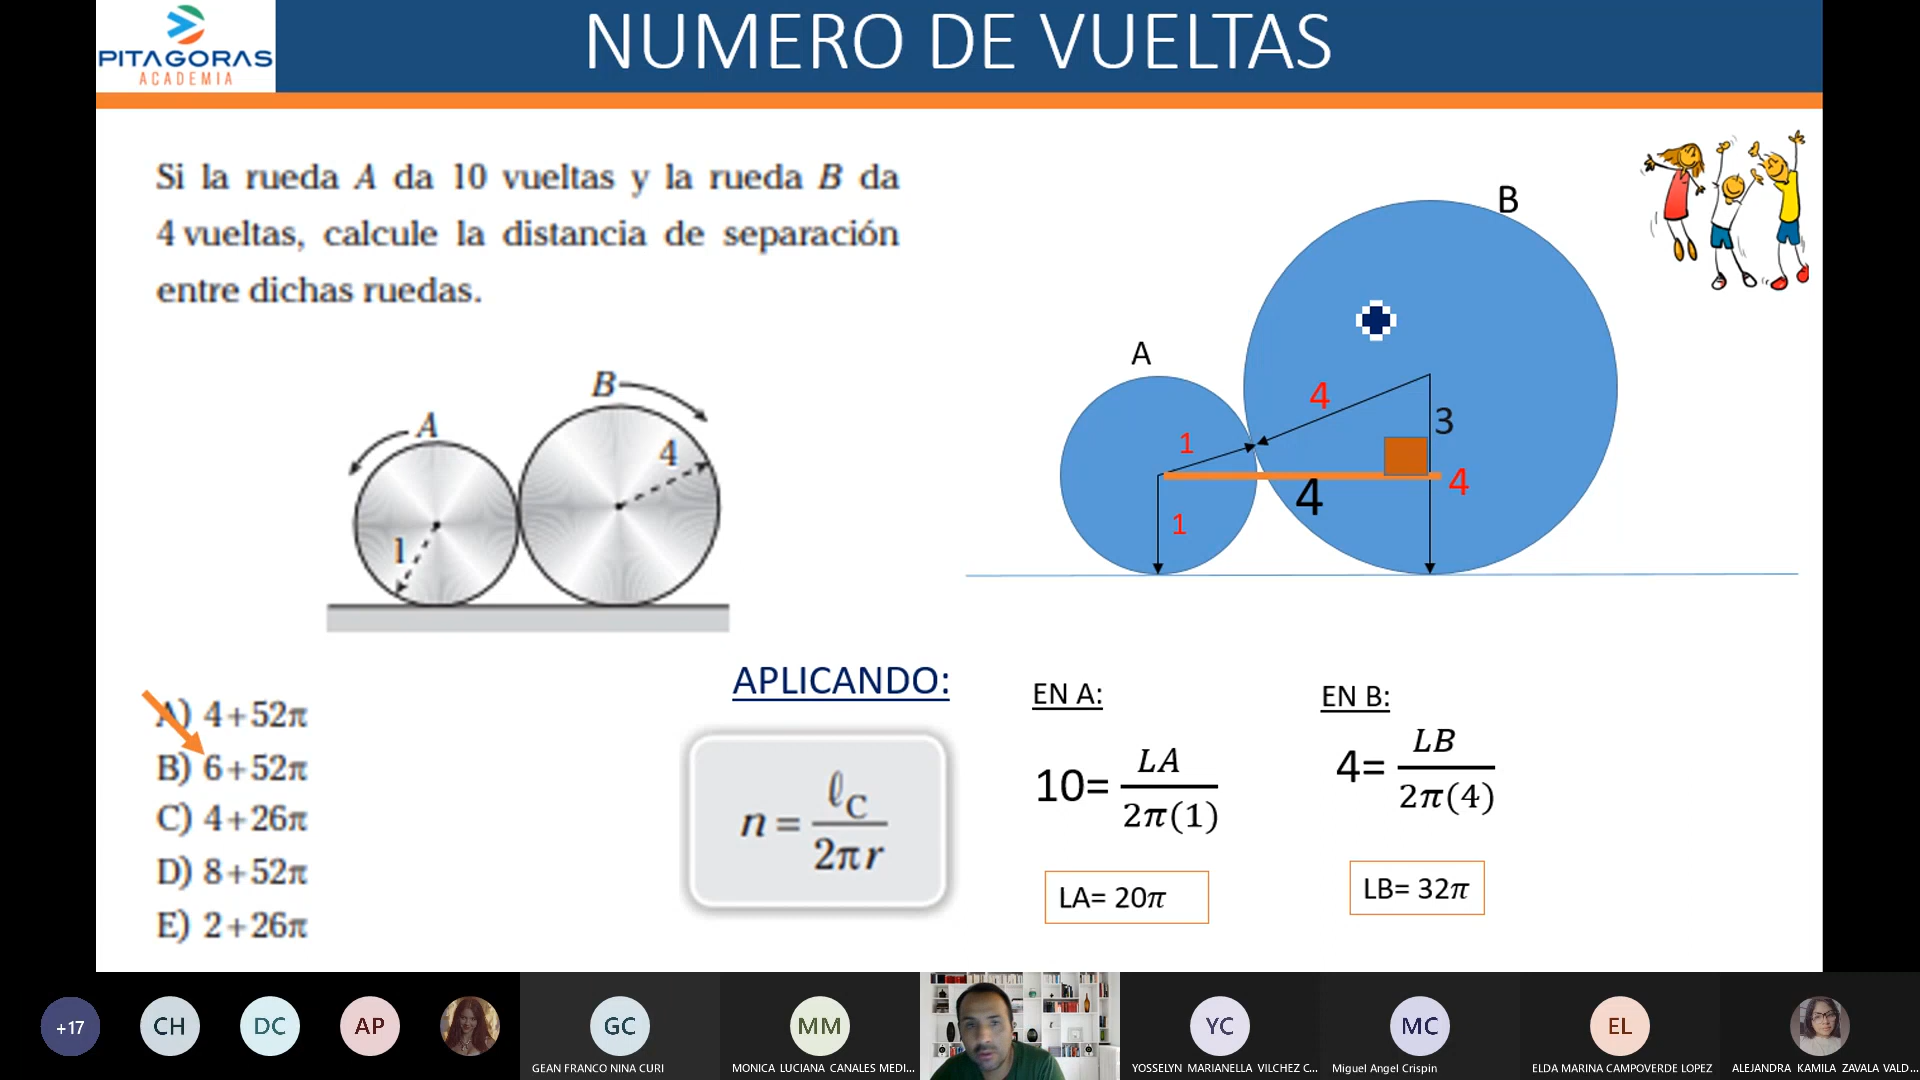 PITAGORAS
ACADEMIA
NUMERO DE VUELTAS
Si la rueda A da 10 vueltas y la rueda B da
4 vueltas, calcule la distancia de separación
entre dichas ruedas.
A
B
1
4
A
B
1
4
3
4
4
1
A) 4+52π
B) 6+52π
C) 4+26π
D) 8+52π
E) 2+26π
APLICANDO:
n = ℓC / 2πr
EN A:
10= LA / 2π(1)
LA= 20π
EN B:
4= LB / 2π(4)
LB= 32π
+17
CH
DC
AP
GC
GEAN FRANCO NINA CURI
MM
MONICA LUCIANA CANALES MEDI...
YC
YOSSELYN MARIANELLA VILCHEZ C...
MC
Miguel Angel Crispin
EL
ELDA MARINA CAMPOVERDE LOPEZ
ALEJANDRA KAMILA ZAVALA VALD...